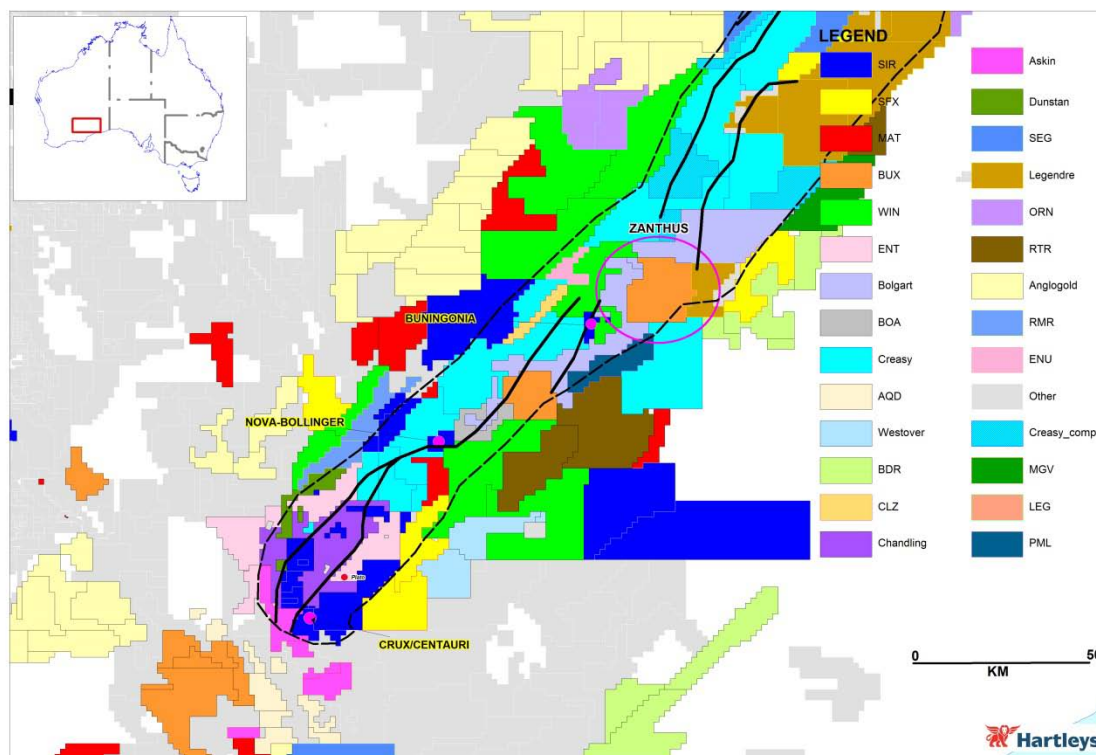 LEGEND
SIR
SFX
MAT
BUX
WIN
ENT
Bolgart
BOA
Creasy
AQD
Westover
BDR
CLZ
Chandling
Askin
Dunstan
SEG
Legendre
ORN
RTR
Anglogold
RMR
ENU
Other
Creasy_comp
MGV
LEG
PML
ZANTHUS
BUNINGONIA
NOVA-BOLLINGER
CRUX/CENTAURI
0 50
KM
Hartleys